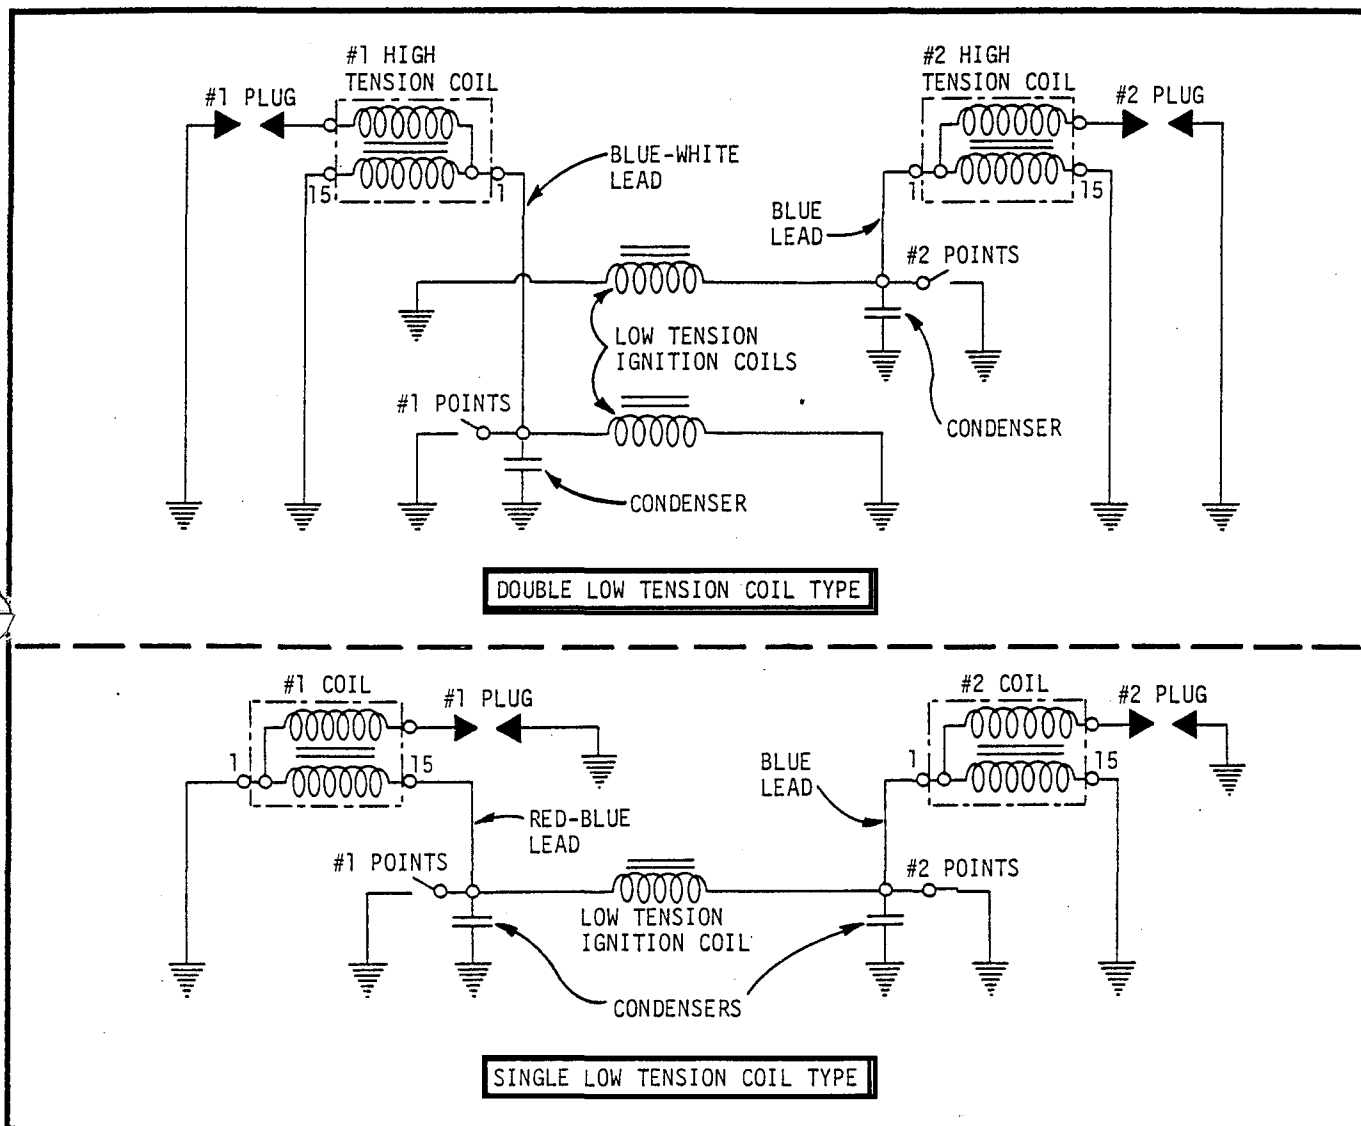 #1 HIGH
TENSION COIL
#1 PLUG
15
1
BLUE-WHITE
LEAD
#2 HIGH
TENSION COIL
#2 PLUG
1
15
BLUE
LEAD
#2 POINTS
LOW TENSION
IGNITION COILS
#1 POINTS
CONDENSER
CONDENSER
DOUBLE LOW TENSION COIL TYPE
#1 COIL
#1 PLUG
1
15
RED-BLUE
LEAD
#2 COIL
#2 PLUG
1
15
BLUE
LEAD
#1 POINTS
#2 POINTS
LOW TENSION
IGNITION COIL
CONDENSERS
SINGLE LOW TENSION COIL TYPE